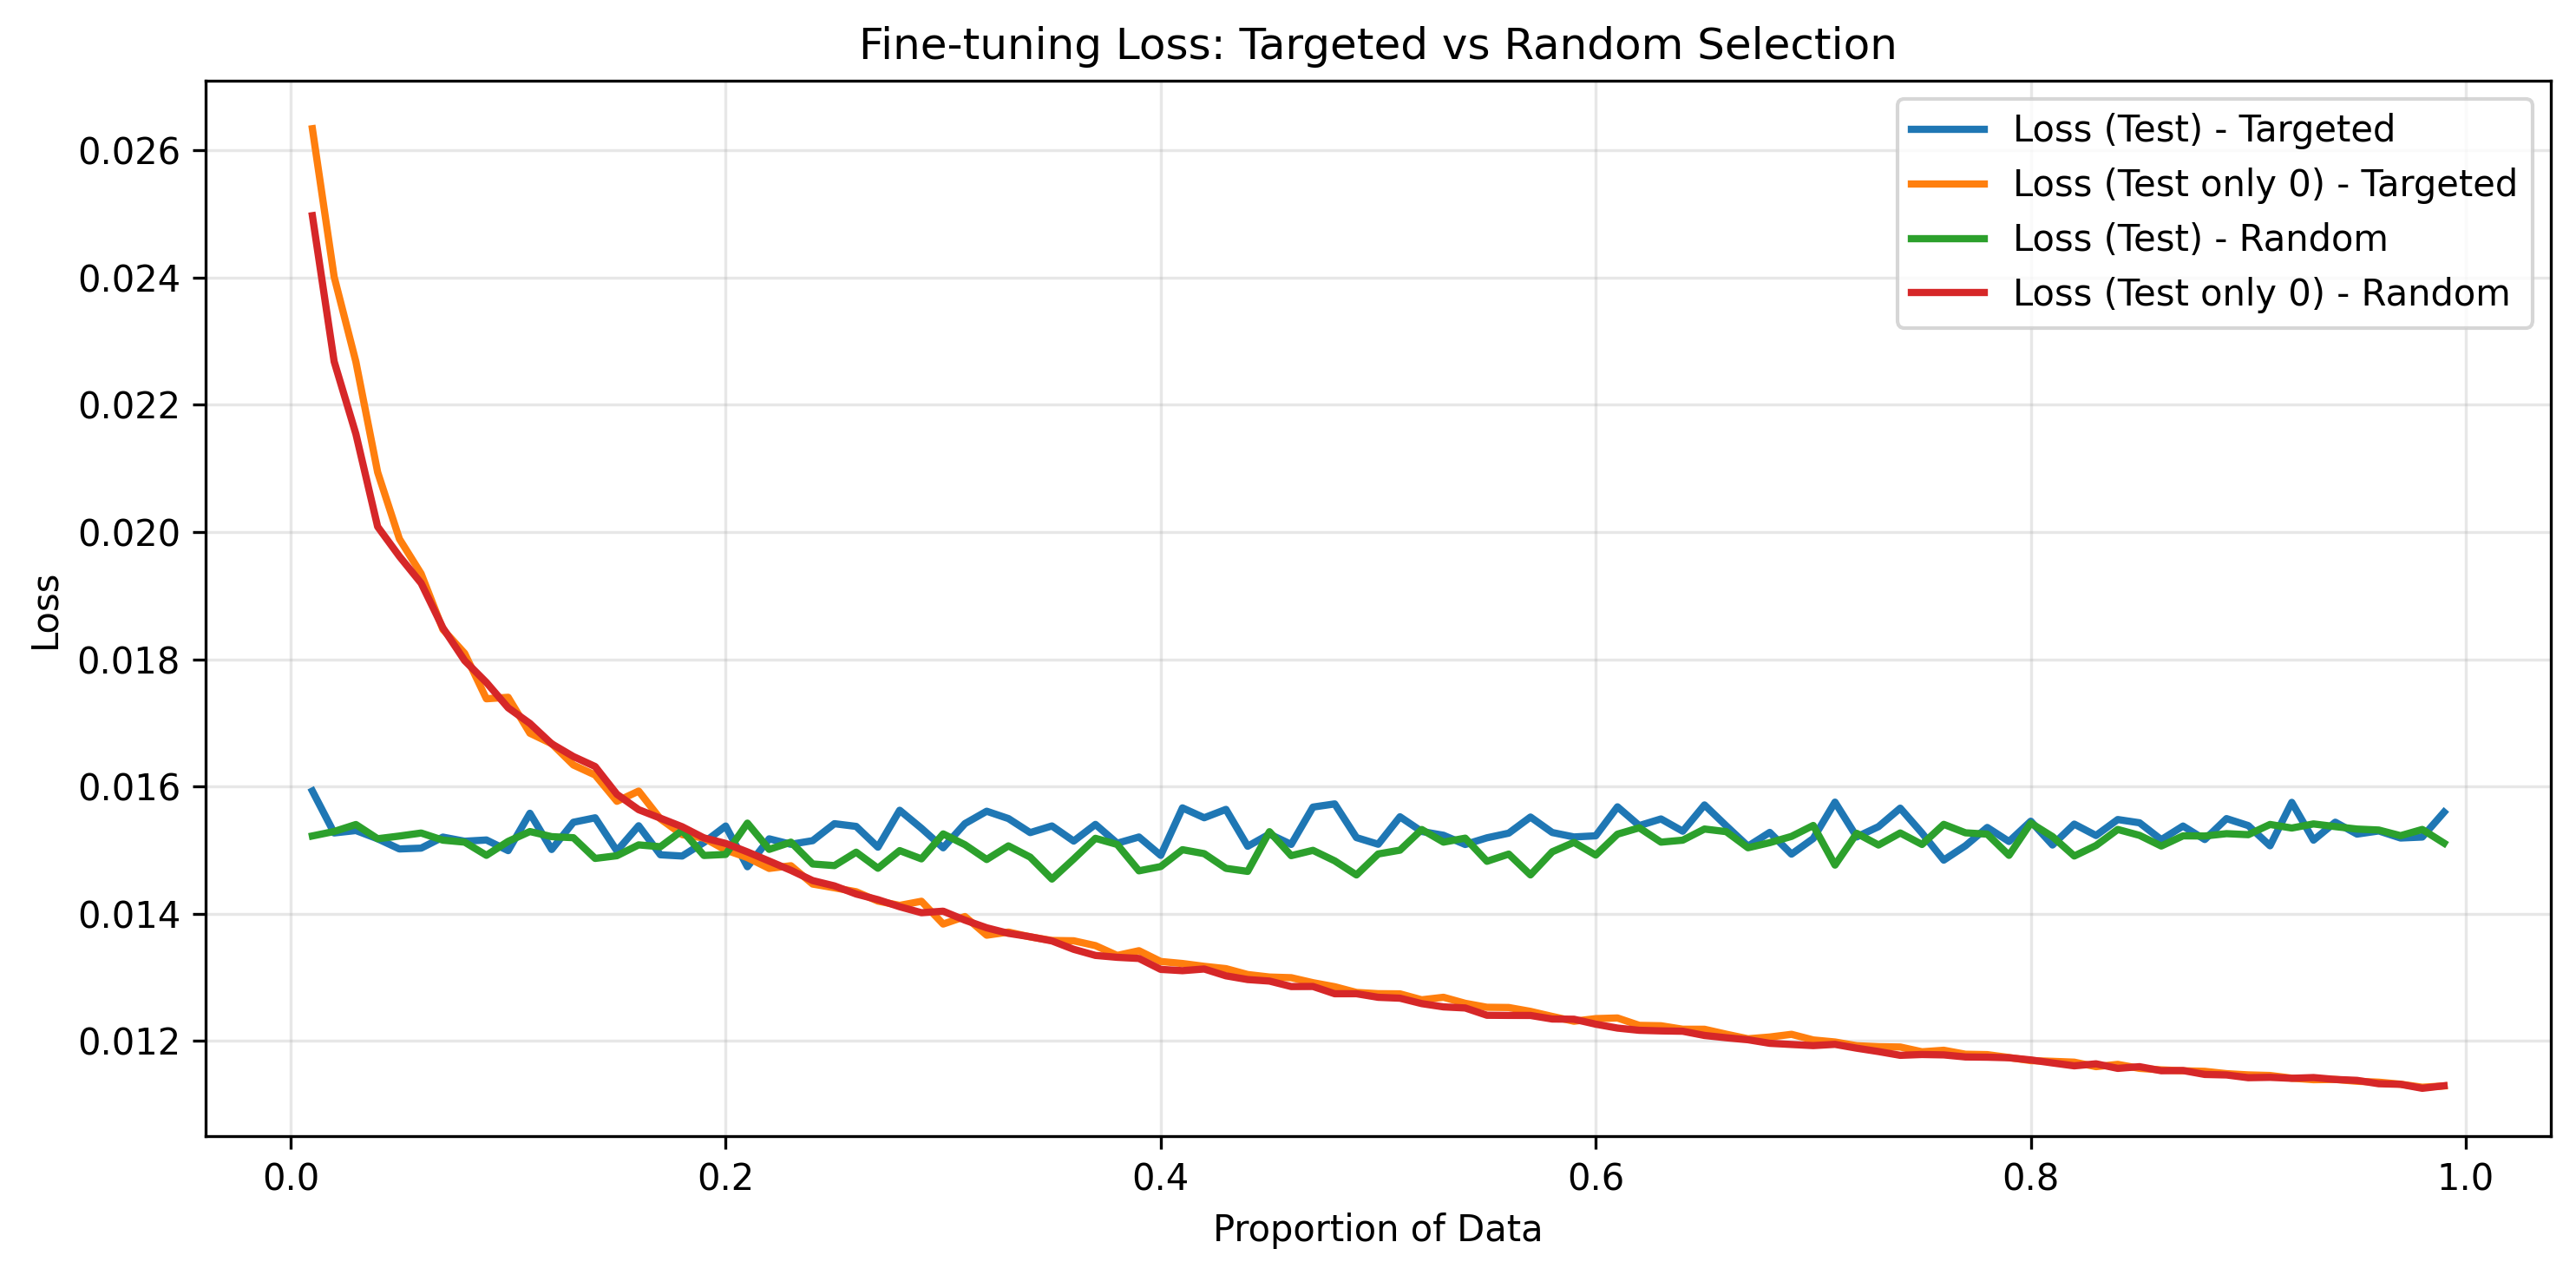 Fine-tuning Loss: Targeted vs Random Selection
Loss (Test) - Targeted
Loss (Test only 0) - Targeted
Loss (Test) - Random
Loss (Test only 0) - Random
0.026
0.024
0.022
0.020
0.018
0.016
0.014
0.012
Loss
0.0 0.2 0.4 0.6 0.8 1.0
Proportion of Data